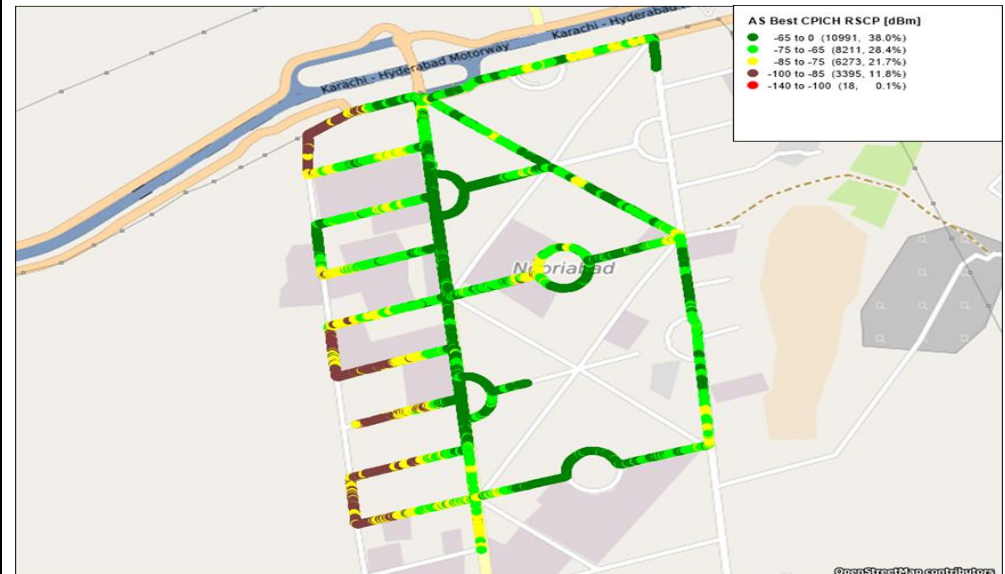 AS Best CPICH RSCP [dBm]
-65 to 0 (10991, 38.0%)
-75 to -65 (8211, 28.4%)
-85 to -75 (6273, 21.7%)
-100 to -85 (3395, 11.8%)
-140 to -100 (18, 0.1%)
Karachi - Hyderabad
Karachi - Hyderabad Motorway
Nooriabad
OpenStreetMap contributors